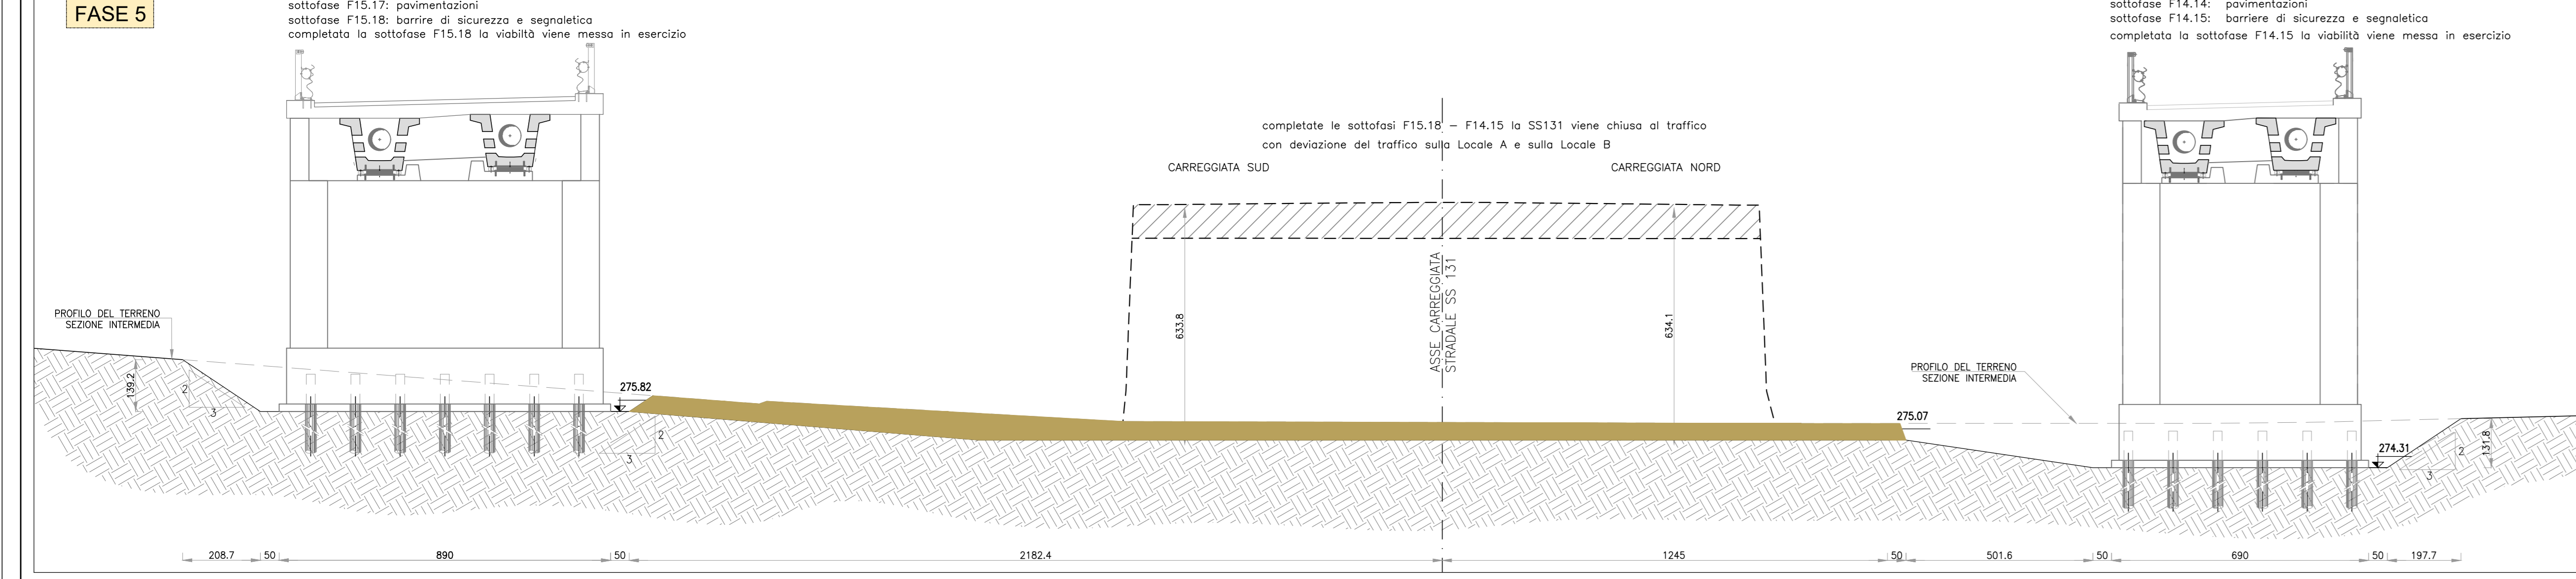 FASE 5
sottofase F15.17: pavimentazioni
sottofase F15.18: barrire di sicurezza e segnaletica
completata la sottofase F15.18 la viabiltà viene messa in esercizio
sottofase F14.14: pavimentazioni
sottofase F14.15: barriere di sicurezza e segnaletica
completata la sottofase F14.15 la viabilità viene messa in esercizio
completate le sottofasi F15.18 – F14.15 la SS131 viene chiusa al traffico
con deviazione del traffico sulla Locale A e sulla Locale B
CARREGGIATA SUD
CARREGGIATA NORD
633.8
ASSE CARREGGIATA
STRADALE SS 131
634.1
PROFILO DEL TERRENO
SEZIONE INTERMEDIA
139.2
2
3
275.82
2
3
PROFILO DEL TERRENO
SEZIONE INTERMEDIA
275.07
274.31
2
3
131.8
208.7
50
890
50
2182.4
1245
50
501.6
50
690
50
197.7